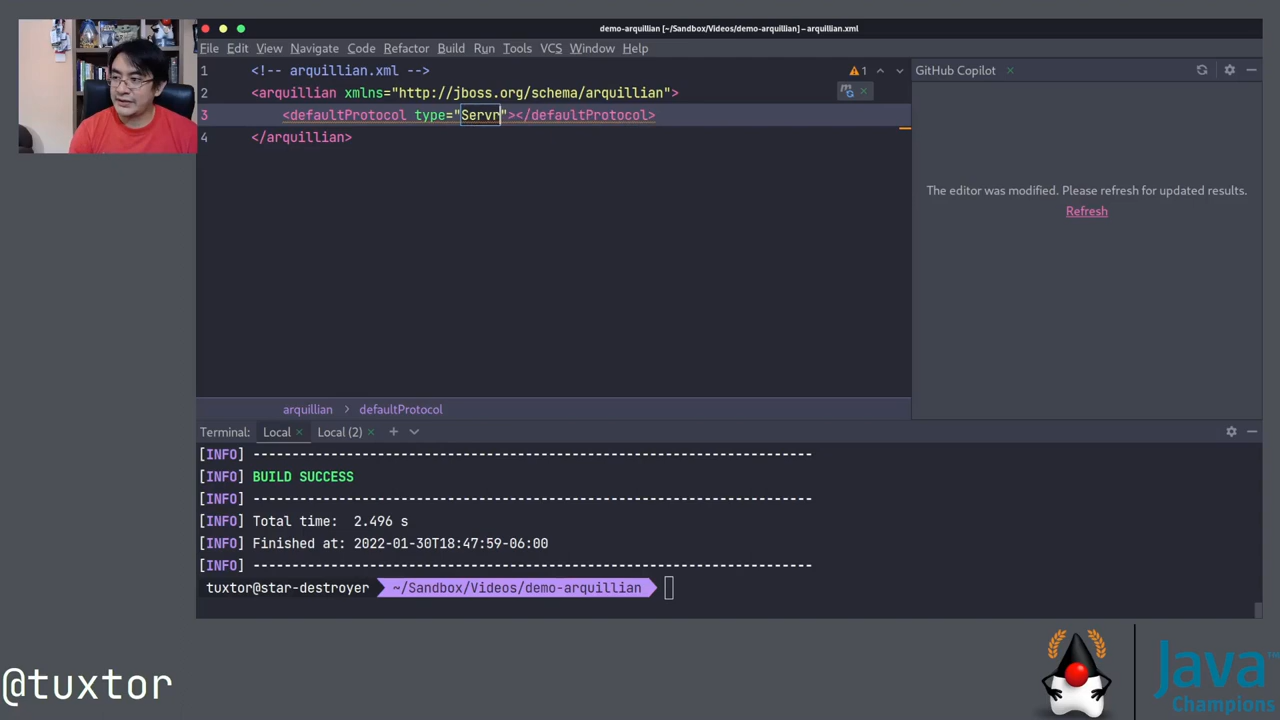 demo-arquillian [~/Sandbox/Videos/demo-arquillian] – arquillian.xml
File Edit View Navigate Code Refactor Build Run Tools VCS Window Help
1 <!-- arquillian.xml -->
2 <arquillian xmlns="http://jboss.org/schema/arquillian">
3 <defaultProtocol type="Servr"></defaultProtocol>
4 </arquillian>
1
GitHub Copilot
The editor was modified. Please refresh for updated results.
Refresh
arquillian > defaultProtocol
Terminal: Local × Local (2) × +
[INFO] ------------------------------------------------------------------------
[INFO] BUILD SUCCESS
[INFO] ------------------------------------------------------------------------
[INFO] Total time:  2.496 s
[INFO] Finished at: 2022-01-30T18:47:59-06:00
[INFO] ------------------------------------------------------------------------
tuxtor@star-destroyer ~/Sandbox/Videos/demo-arquillian
@tuxtor
Java™
Champions